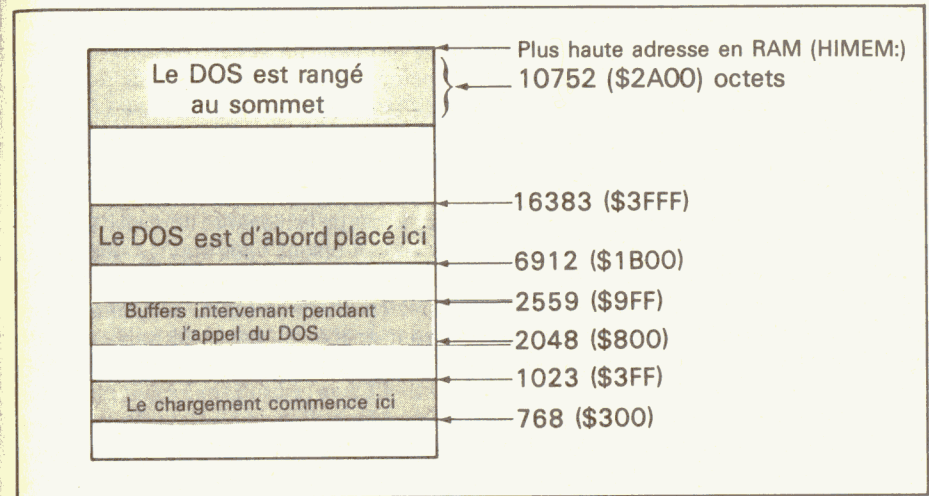 Plus haute adresse en RAM (HIMEM:)
Le DOS est rangé
au sommet
10752 ($2A00) octets
16383 ($3FFF)
Le DOS est d'abord placé ici
6912 ($1B00)
2559 ($9FF)
Buffers intervenant pendant
l'appel du DOS
2048 ($800)
1023 ($3FF)
Le chargement commence ici
768 ($300)